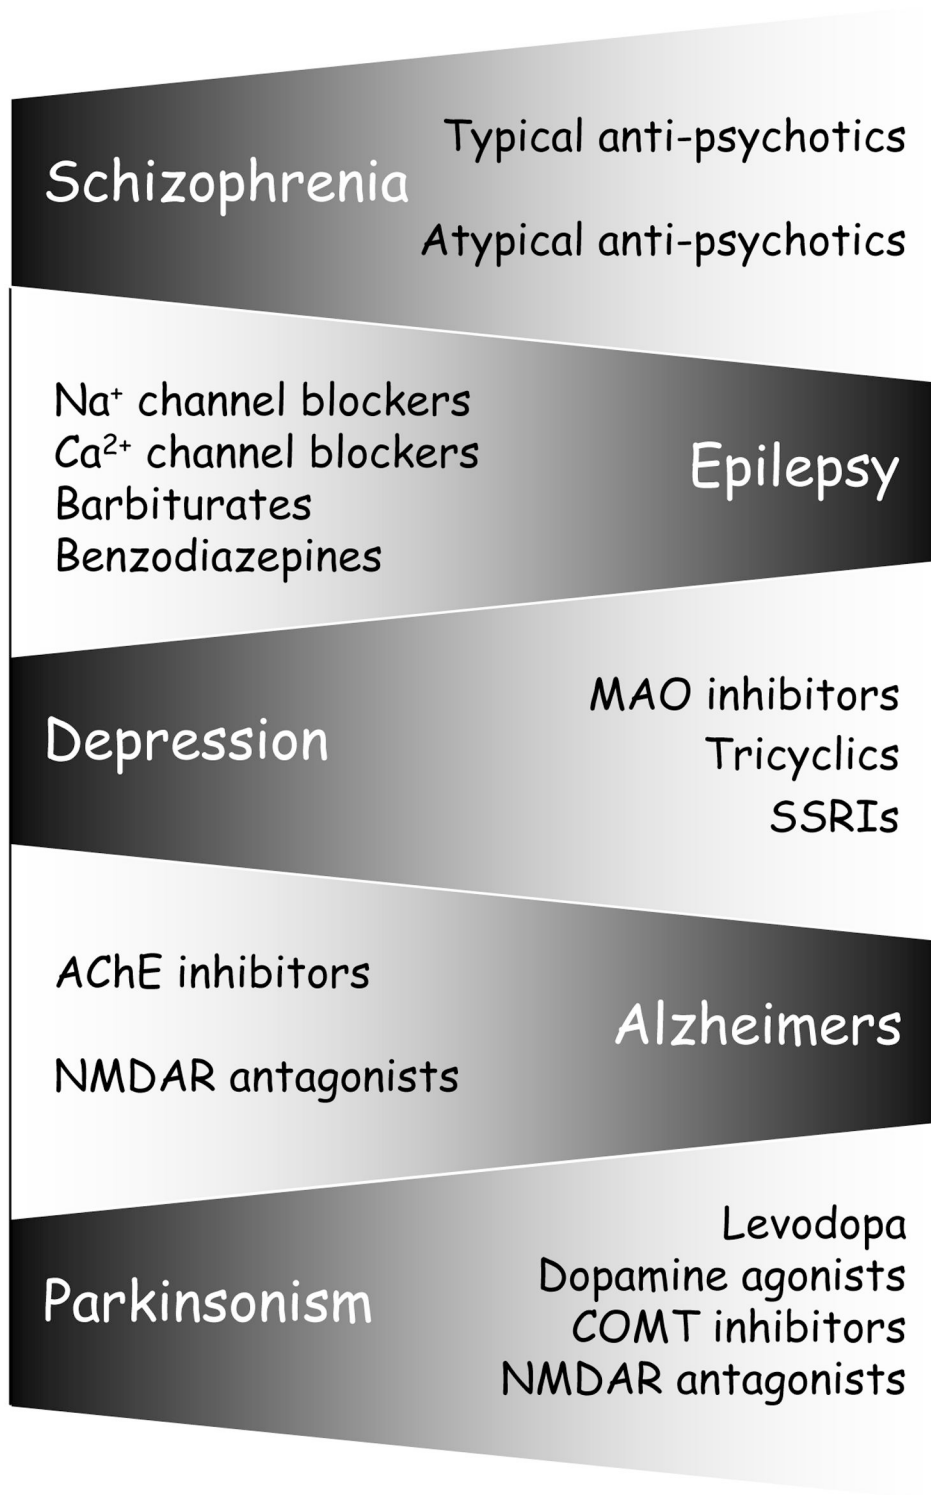 Schizophrenia
Typical anti-psychotics
Atypical anti-psychotics
Na⁺ channel blockers
Ca²⁺ channel blockers
Barbiturates
Benzodiazepines
Epilepsy
Depression
MAO inhibitors
Tricyclics
SSRIs
AChE inhibitors
NMDAR antagonists
Alzheimers
Parkinsonism
Levodopa
Dopamine agonists
COMT inhibitors
NMDAR antagonists